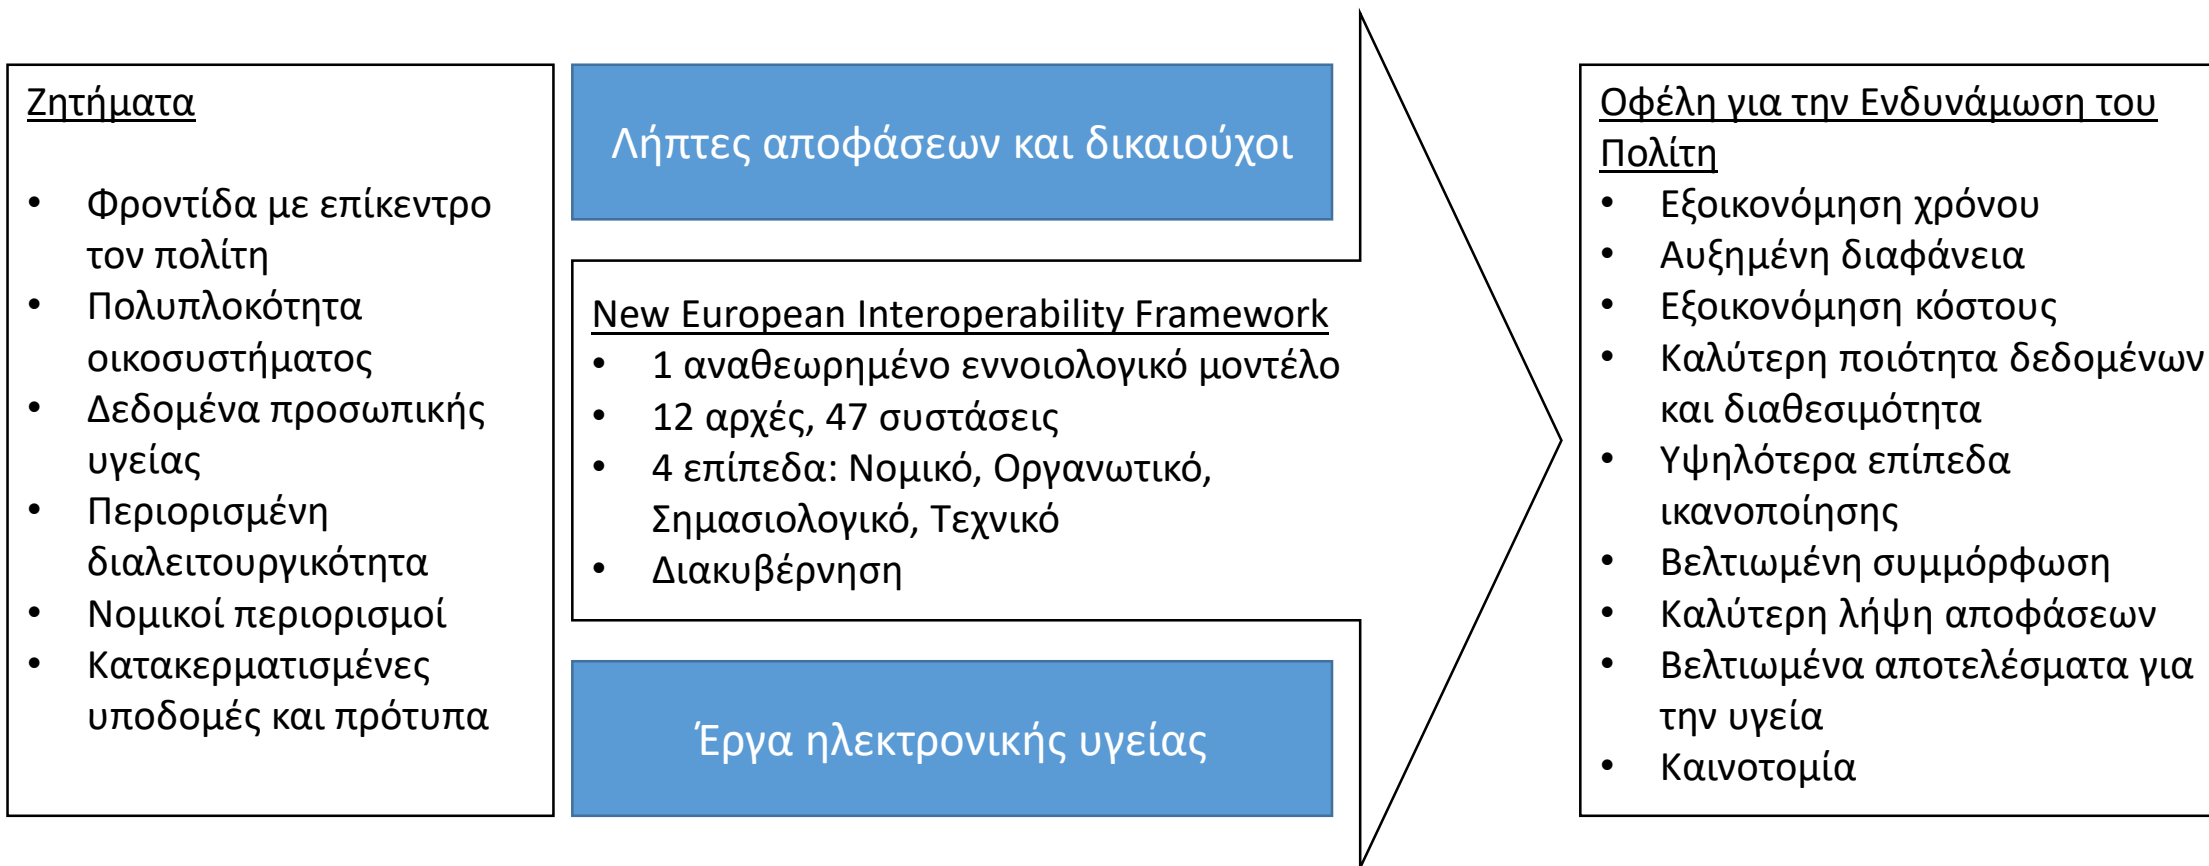 Ζητήματα
• Φροντίδα με επίκεντρο
τον πολίτη
• Πολυπλοκότητα
οικοσυστήματος
• Δεδομένα προσωπικής
υγείας
• Περιορισμένη
διαλειτουργικότητα
• Νομικοί περιορισμοί
• Κατακερματισμένες
υποδομές και πρότυπα
Λήπτες αποφάσεων και δικαιούχοι
New European Interoperability Framework
• 1 αναθεωρημένο εννοιολογικό μοντέλο
• 12 αρχές, 47 συστάσεις
• 4 επίπεδα: Νομικό, Οργανωτικό,
Σημασιολογικό, Τεχνικό
• Διακυβέρνηση
Έργα ηλεκτρονικής υγείας
Οφέλη για την Ενδυνάμωση του
Πολίτη
• Εξοικονόμηση χρόνου
• Αυξημένη διαφάνεια
• Εξοικονόμηση κόστους
• Καλύτερη ποιότητα δεδομένων
και διαθεσιμότητα
• Υψηλότερα επίπεδα
ικανοποίησης
• Βελτιωμένη συμμόρφωση
• Καλύτερη λήψη αποφάσεων
• Βελτιωμένα αποτελέσματα για
την υγεία
• Καινοτομία